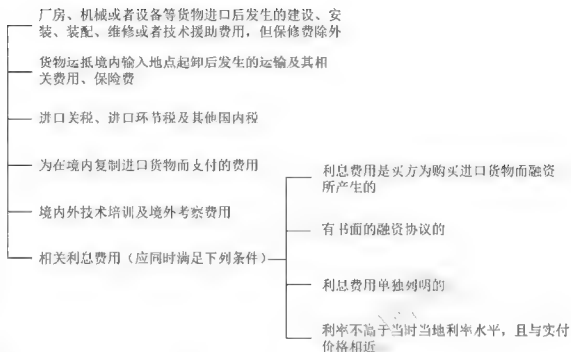 厂房、机械或者设备等货物进口后发生的建设、安
装、装配、维修或者技术援助费用，但保修费除外
货物运抵境内输入地点起卸后发生的运输及其相
关费用、保险费
进口关税、进口环节税及其他国内税
为在境内复制进口货物而支付的费用
境内外技术培训及境外考察费用
相关利息费用（应同时满足下列条件）
利息费用是买方为购买进口货物而融资
所产生的
有书面的融资协议的
利息费用单独列明的
利率不高于当时当地利率水平，且与实付
价格相近